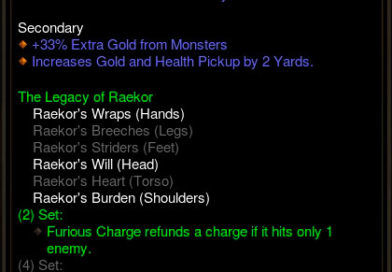 Secondary
+33% Extra Gold from Monsters
Increases Gold and Health Pickup by 2 Yards.
The Legacy of Raekor
Raekor's Wraps (Hands)
Raekor's Breeches (Legs)
Raekor's Striders (Feet)
Raekor's Will (Head)
Raekor's Heart (Torso)
Raekor's Burden (Shoulders)
(2) Set:
Furious Charge refunds a charge if it hits only 1
enemy.
(4) Set: